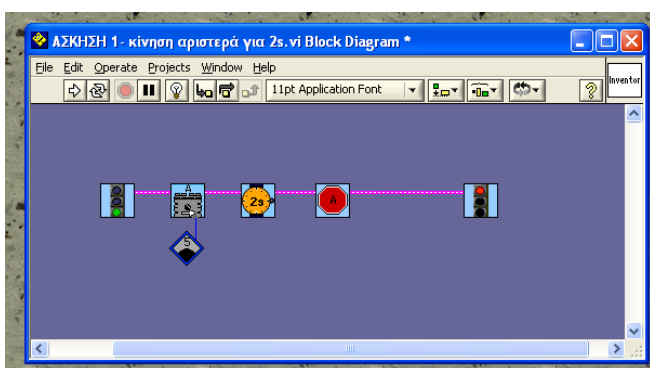 ΑΣΚΗΣΗ 1- κίνηση αριστερά για 2s.vi Block Diagram *
File Edit Operate Projects Window Help
11pt Application Font
?
Inventor
A
2s
A
5